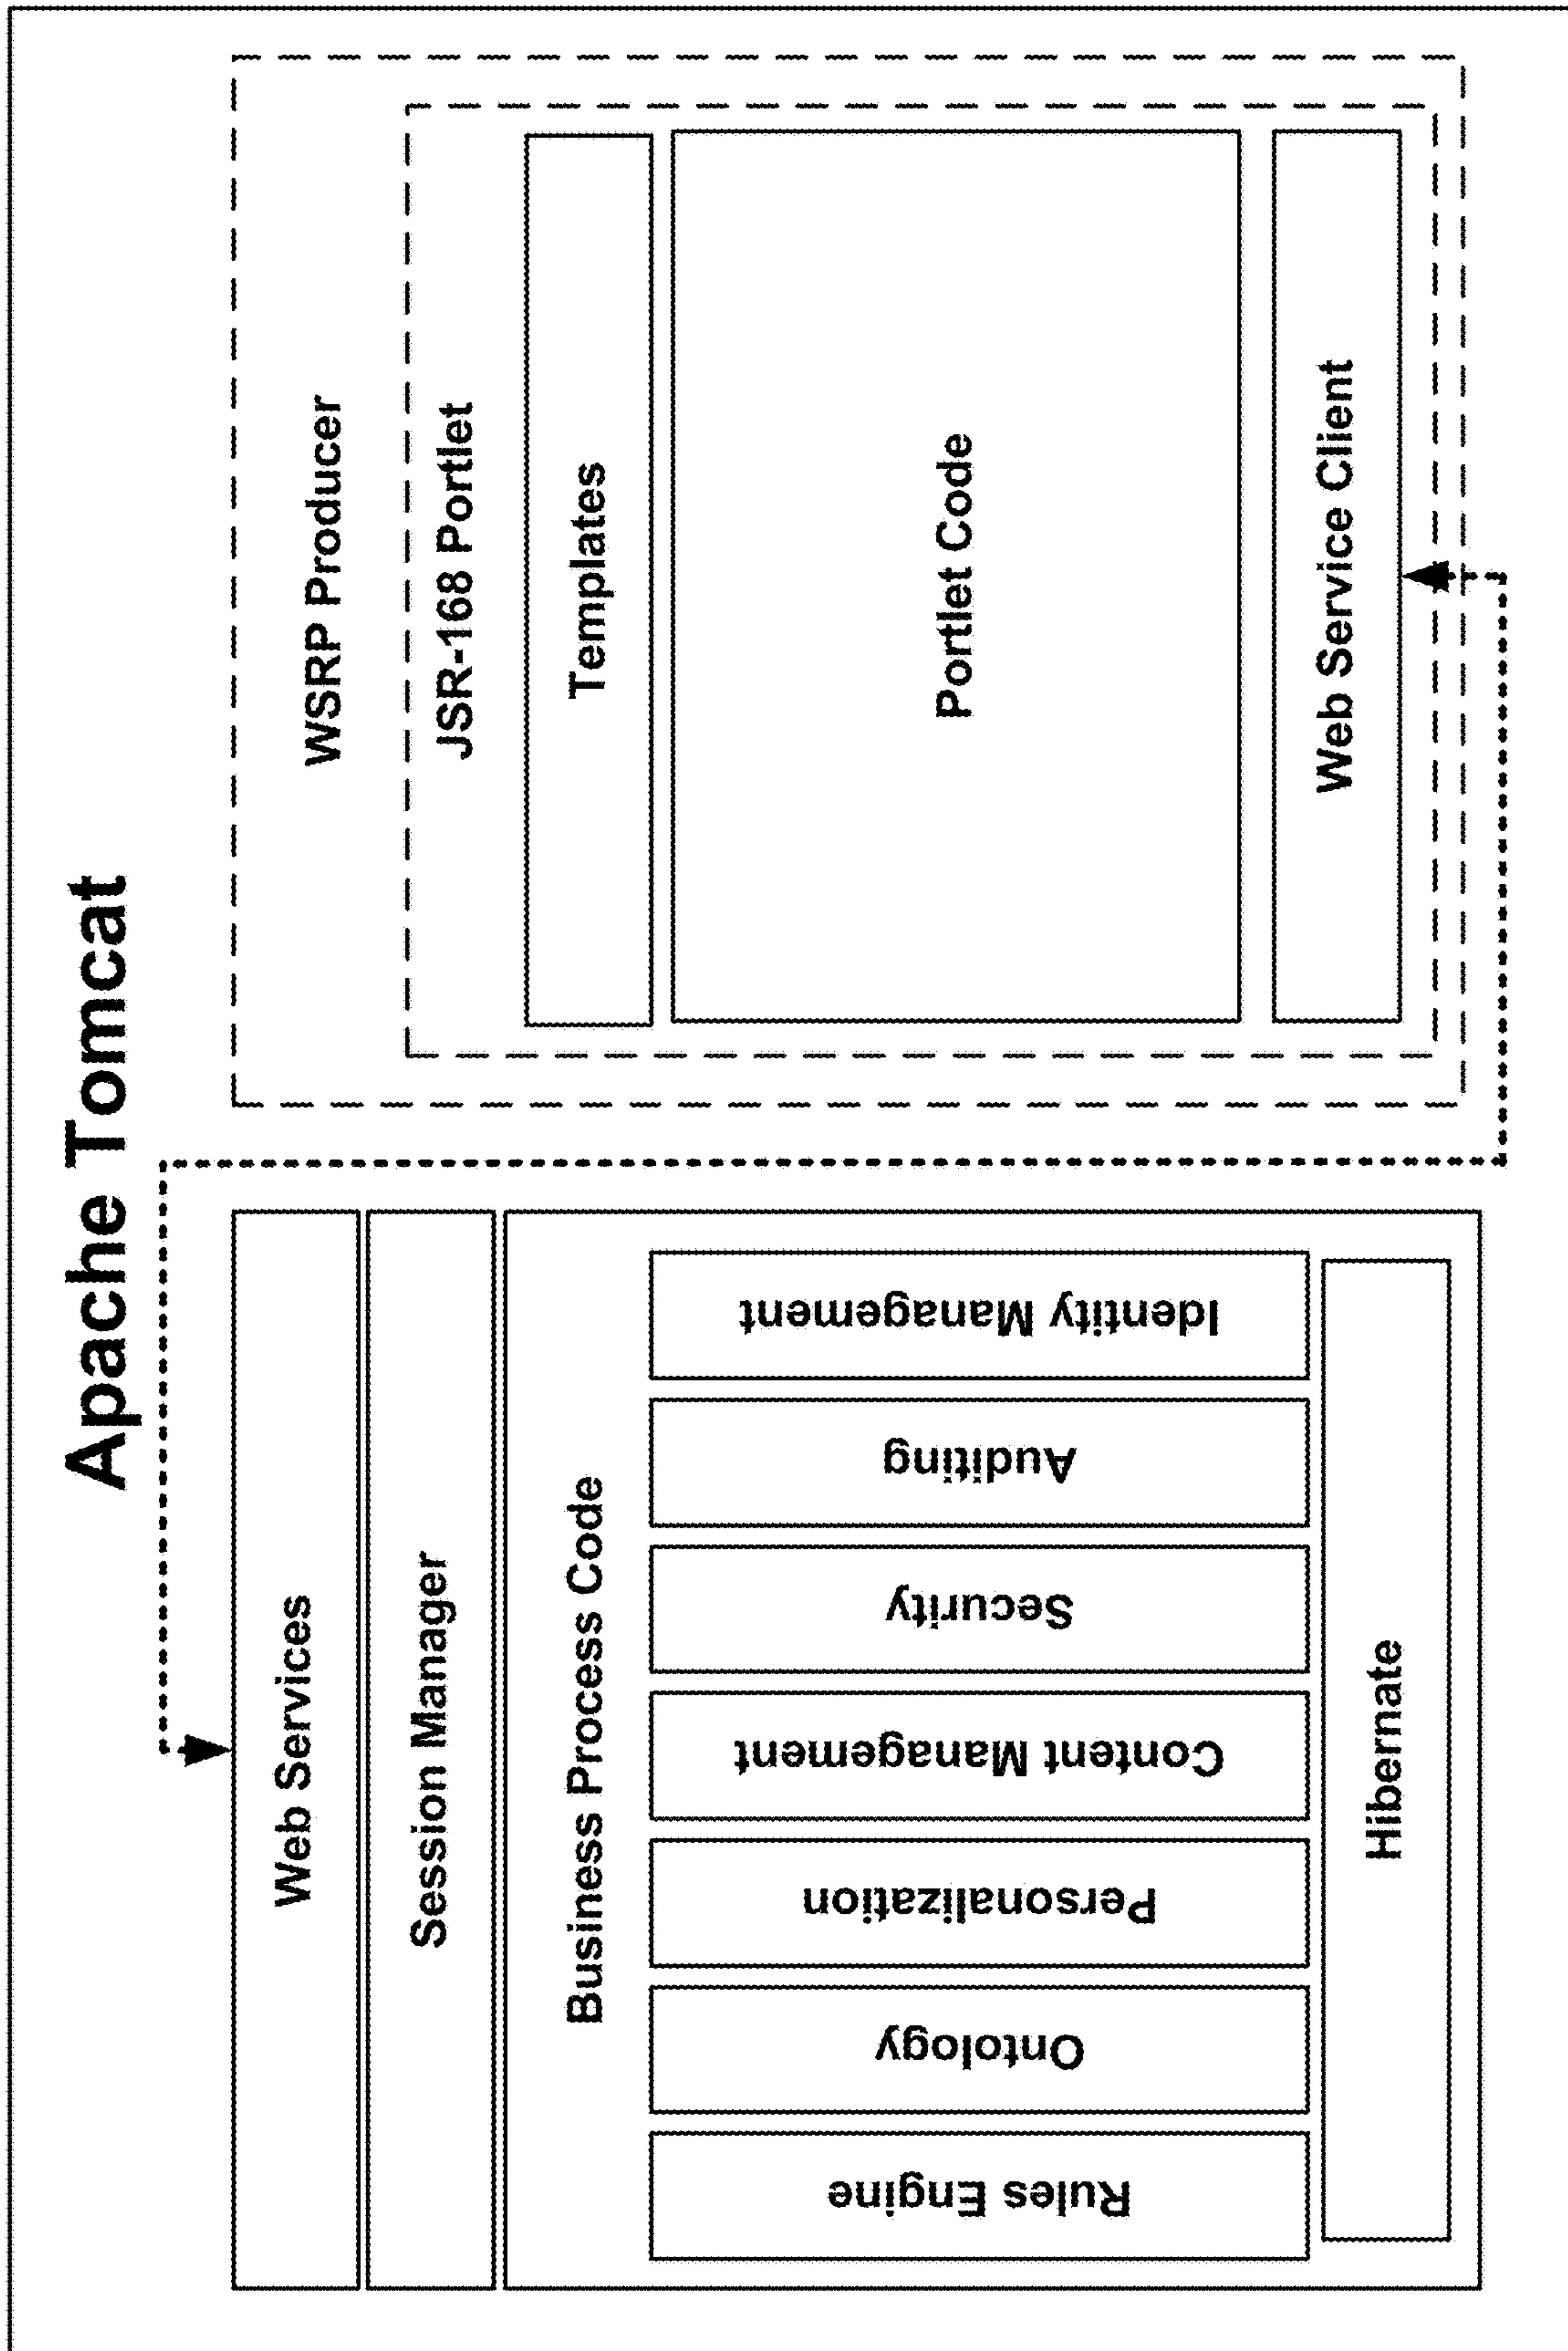 Apache Tomcat
Web Services
Session Manager
Business Process Code
Rules Engine
Ontology
Personalization
Content Management
Security
Auditing
Identity Management
Hibernate
WSRP Producer
JSR-168 Portlet
Templates
Portlet Code
Web Service Client